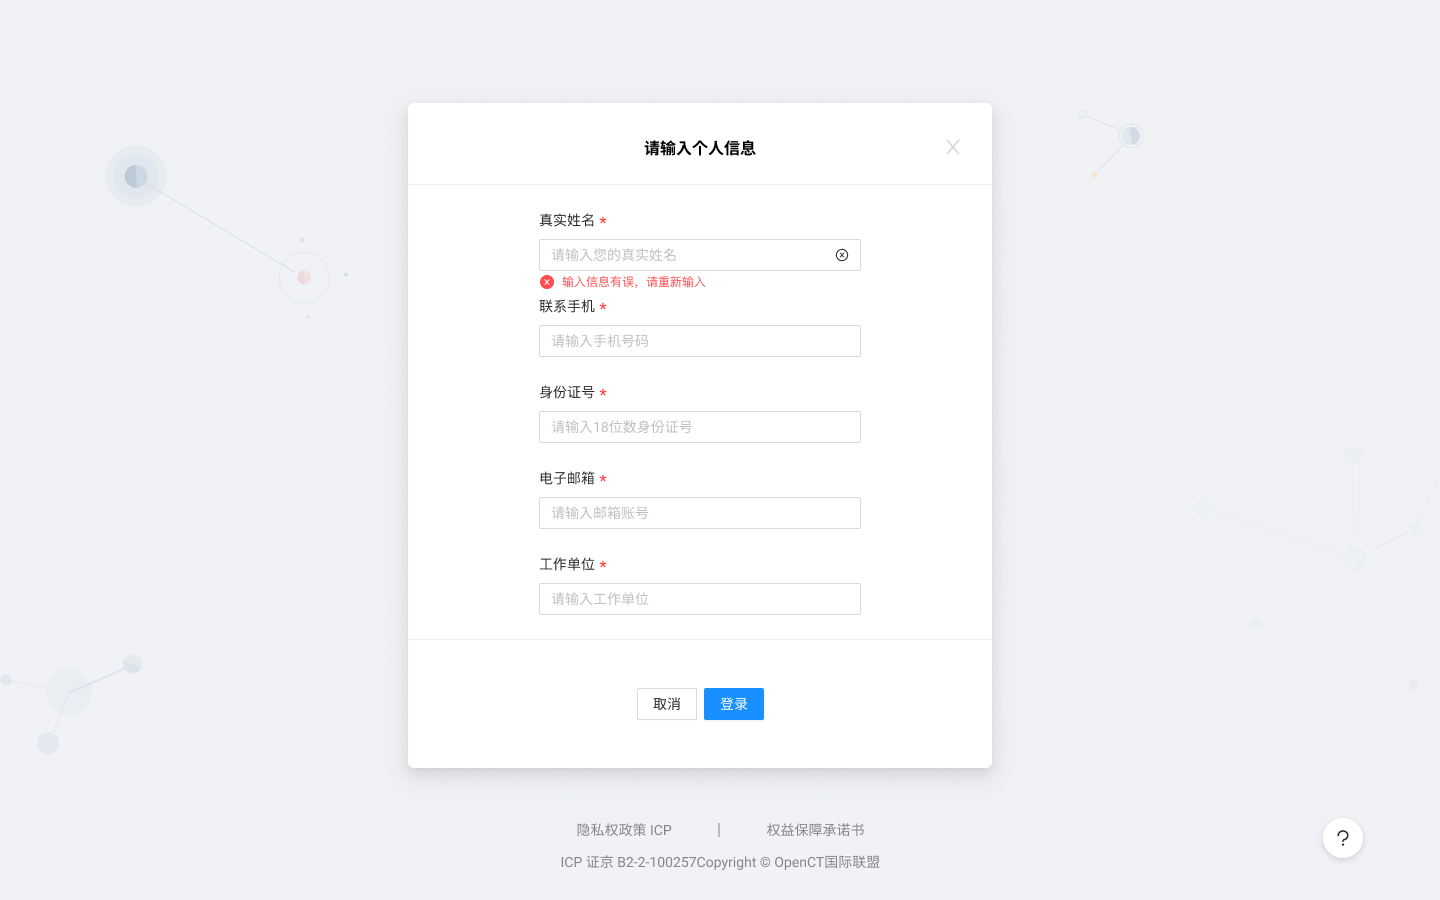 请输入个人信息
真实姓名 *
请输入您的真实姓名
输入信息有误，请重新输入
联系手机 *
请输入手机号码
身份证号 *
请输入18位数身份证号
电子邮箱 *
请输入邮箱账号
工作单位 *
请输入工作单位
取消 登录
隐私权政策 ICP | 权益保障承诺书
ICP 证京 B2-2-100257Copyright © OpenCT国际联盟
?